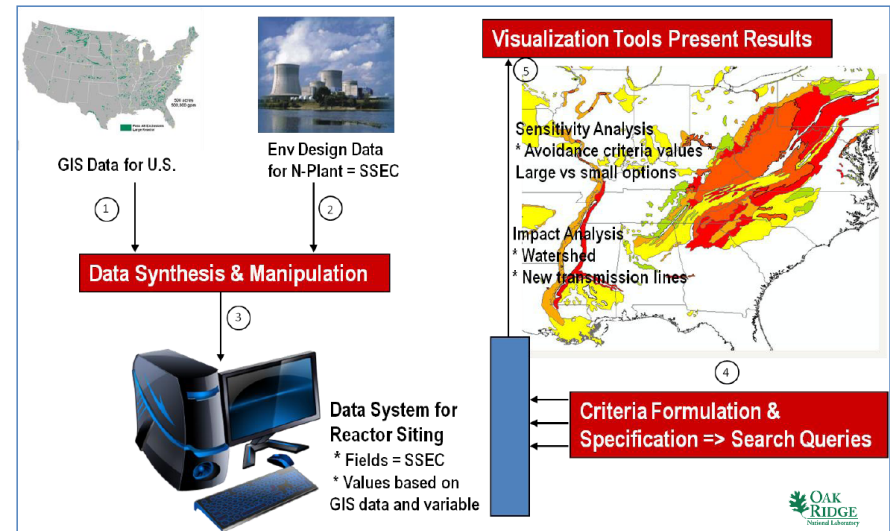 500 acres
GIS Data for U.S.
1
Env Design Data
for N-Plant = SSEC
2
Data Synthesis & Manipulation
3
Data System for
Reactor Siting
* Fields = SSEC
* Values based on
GIS data and variable
Visualization Tools Present Results
5
Sensitivity Analysis
* Avoidance criteria values
Large vs small options
Impact Analysis
* Watershed
* New transmission lines
4
Criteria Formulation &
Specification => Search Queries
OAK
RIDGE
National Laboratory